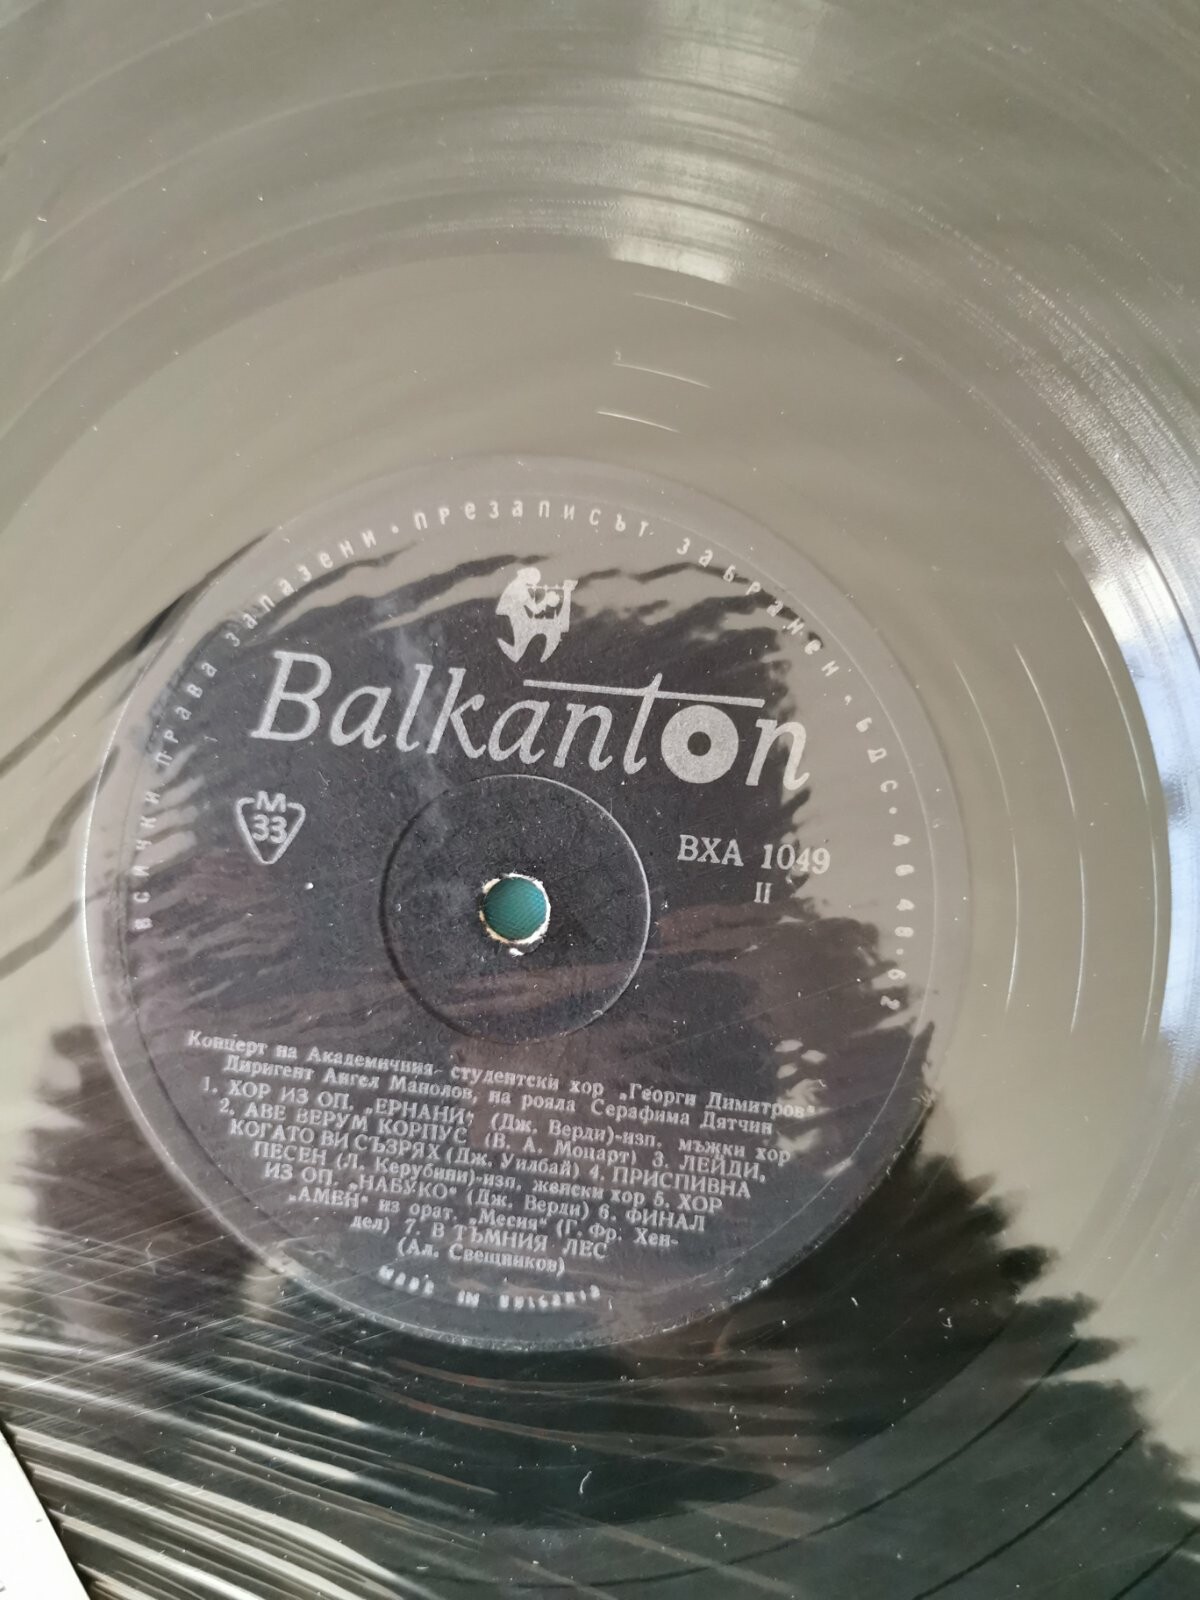 всички права запазени • презаписът забранен • БДС • 4848-62
Balkanton
М
33
ВХА 1049
II
Концерт на Академичния студентски хор „Георги Димитров“
Диригент Ангел Манолов, на рояла Серафима Дятчин
1. ХОР ИЗ ОП. „ЕРНАНИ“ (Дж. Верди)-изп. мъжки хор
2. АВЕ ВЕРУМ КОРПУС (В. А. Моцарт) 3. ЛЕЙДИ,
КОГАТО ВИ СЪЗРЯХ (Дж. Уилбай) 4. ПРИСПИВНА
ПЕСЕН (Л. Керубини)-изп. женски хор 5. ХОР
ИЗ ОП. „НАБУКО“ (Дж. Верди) 6. ФИНАЛ
„АМЕН“ из орат. „Месия“ (Г. Фр. Хен-
дел) 7. В ТЪМНИЯ ЛЕС
(Ал. Свешников)
MADE IN BULGARIA